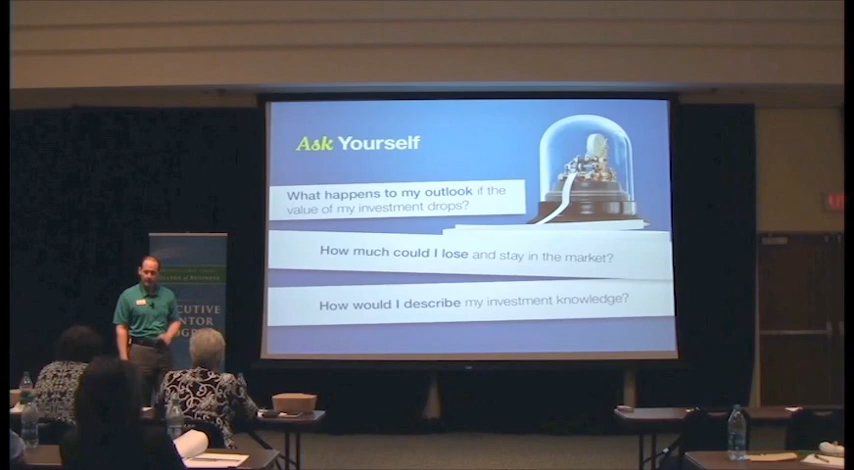 Ask Yourself
What happens to my outlook if the
value of my investment drops?
How much could I lose and stay in the market?
How would I describe my investment knowledge?